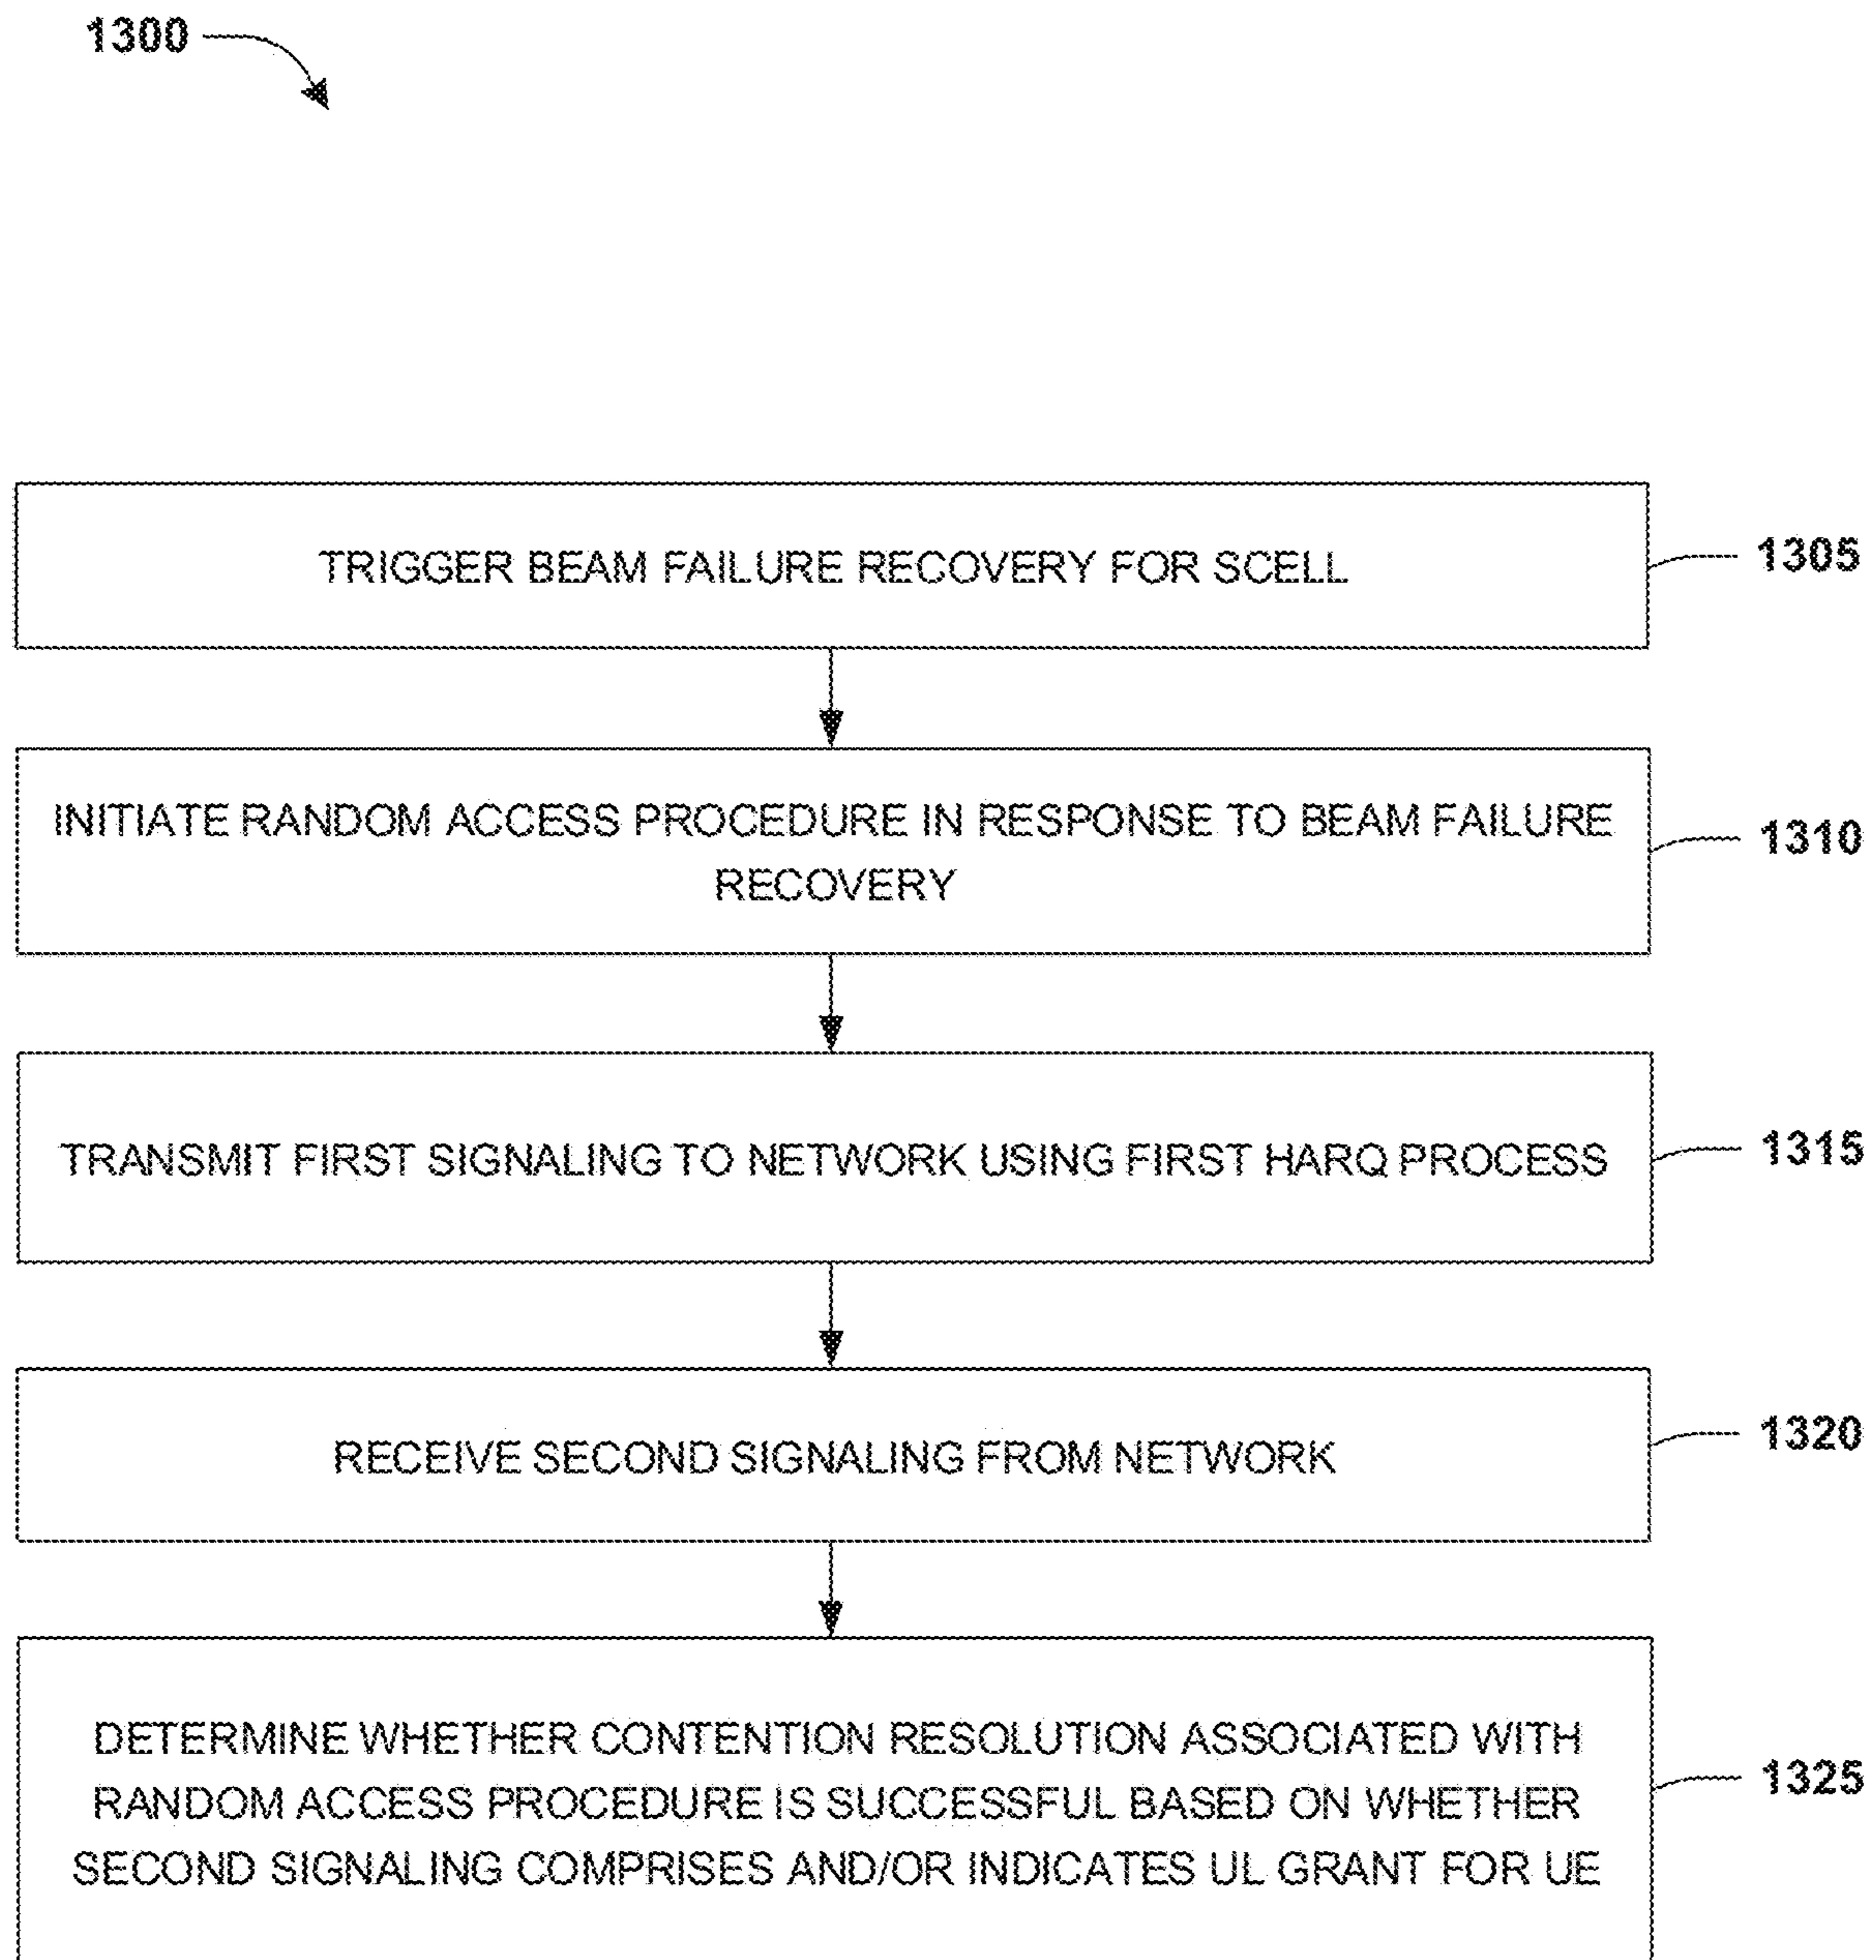 1300
TRIGGER BEAM FAILURE RECOVERY FOR SCELL
1305
INITIATE RANDOM ACCESS PROCEDURE IN RESPONSE TO BEAM FAILURE
RECOVERY
1310
TRANSMIT FIRST SIGNALING TO NETWORK USING FIRST HARQ PROCESS
1315
RECEIVE SECOND SIGNALING FROM NETWORK
1320
DETERMINE WHETHER CONTENTION RESOLUTION ASSOCIATED WITH
RANDOM ACCESS PROCEDURE IS SUCCESSFUL BASED ON WHETHER
SECOND SIGNALING COMPRISES AND/OR INDICATES UL GRANT FOR UE
1325